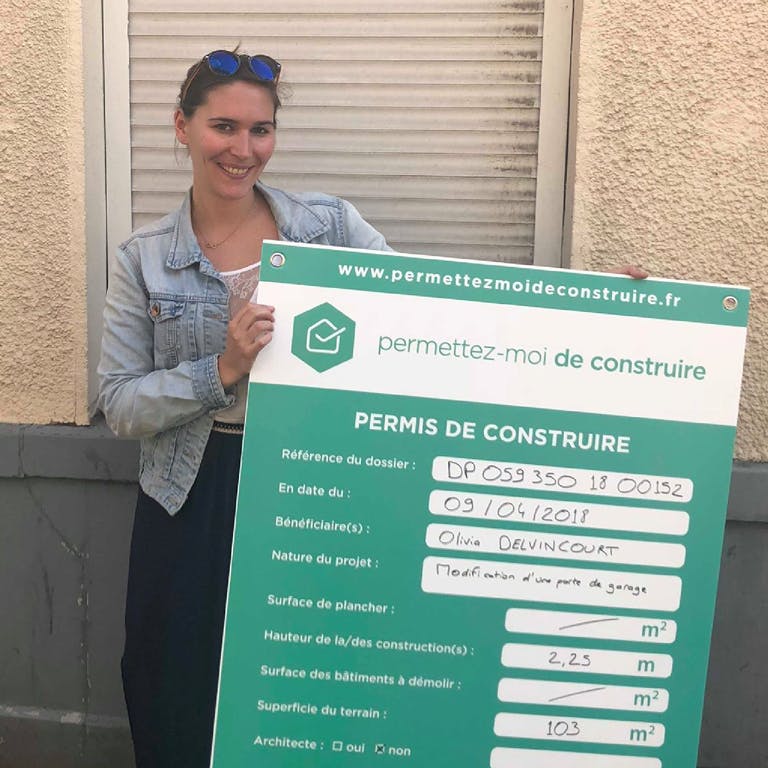 www.permettezmoideconstruire.fr
permettez-moi de construire
PERMIS DE CONSTRUIRE
Référence du dossier : DP 059 350 18 00152
En date du : 09/04/2018
Bénéficiaire(s) : Olivia DELVINCOURT
Nature du projet : Modification d'une porte de garage
Surface de plancher : — m²
Hauteur de la/des construction(s) : 2,25 m
Surface des bâtiments à démolir : — m²
Superficie du terrain : 103 m²
Architecte : ☐ oui ☒ non